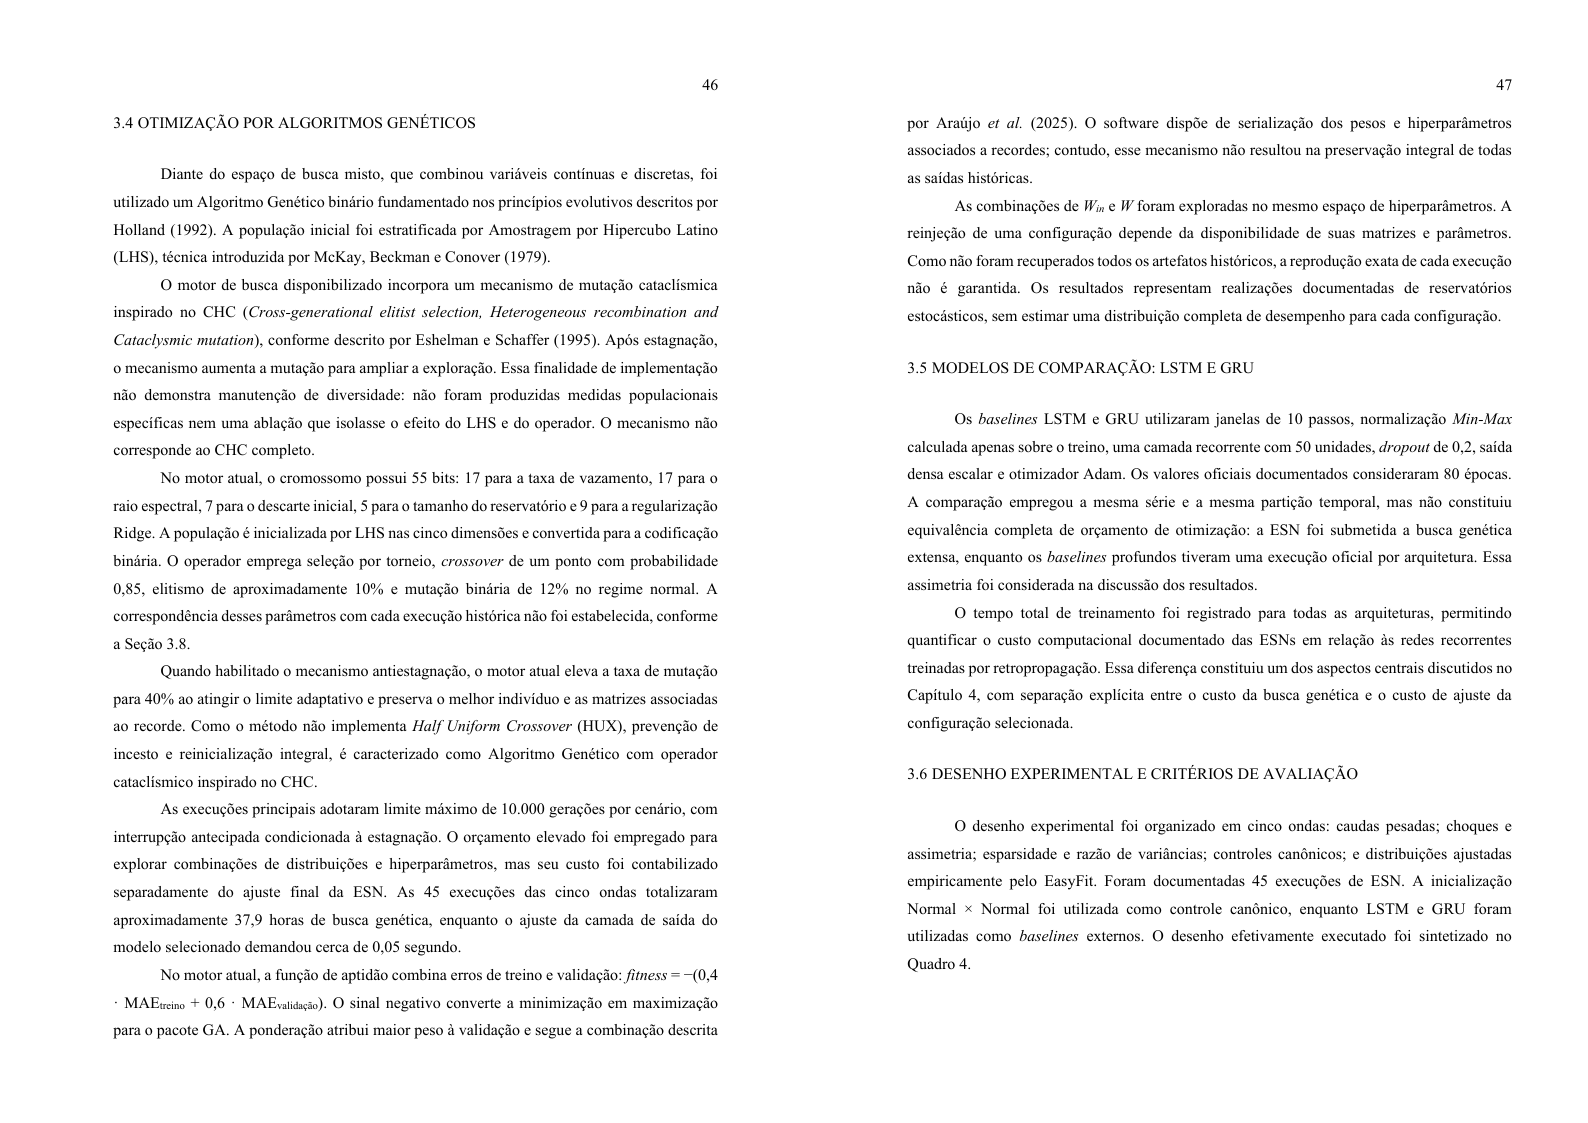 46
3.4 OTIMIZAÇÃO POR ALGORITMOS GENÉTICOS
Diante do espaço de busca misto, que combinou variáveis contínuas e discretas, foi
utilizado um Algoritmo Genético binário fundamentado nos princípios evolutivos descritos por
Holland (1992). A população inicial foi estratificada por Amostragem por Hipercubo Latino
(LHS), técnica introduzida por McKay, Beckman e Conover (1979).
O motor de busca disponibilizado incorpora um mecanismo de mutação cataclísmica
inspirado no CHC (Cross-generational elitist selection, Heterogeneous recombination and
Cataclysmic mutation), conforme descrito por Eshelman e Schaffer (1995). Após estagnação,
o mecanismo aumenta a mutação para ampliar a exploração. Essa finalidade de implementação
não demonstra manutenção de diversidade: não foram produzidas medidas populacionais
específicas nem uma ablação que isolasse o efeito do LHS e do operador. O mecanismo não
corresponde ao CHC completo.
No motor atual, o cromossomo possui 55 bits: 17 para a taxa de vazamento, 17 para o
raio espectral, 7 para o descarte inicial, 5 para o tamanho do reservatório e 9 para a regularização
Ridge. A população é inicializada por LHS nas cinco dimensões e convertida para a codificação
binária. O operador emprega seleção por torneio, crossover de um ponto com probabilidade
0,85, elitismo de aproximadamente 10% e mutação binária de 12% no regime normal. A
correspondência desses parâmetros com cada execução histórica não foi estabelecida, conforme
a Seção 3.8.
Quando habilitado o mecanismo antiestagnação, o motor atual eleva a taxa de mutação
para 40% ao atingir o limite adaptativo e preserva o melhor indivíduo e as matrizes associadas
ao recorde. Como o método não implementa Half Uniform Crossover (HUX), prevenção de
incesto e reinicialização integral, é caracterizado como Algoritmo Genético com operador
cataclísmico inspirado no CHC.
As execuções principais adotaram limite máximo de 10.000 gerações por cenário, com
interrupção antecipada condicionada à estagnação. O orçamento elevado foi empregado para
explorar combinações de distribuições e hiperparâmetros, mas seu custo foi contabilizado
separadamente do ajuste final da ESN. As 45 execuções das cinco ondas totalizaram
aproximadamente 37,9 horas de busca genética, enquanto o ajuste da camada de saída do
modelo selecionado demandou cerca de 0,05 segundo.
No motor atual, a função de aptidão combina erros de treino e validação: fitness = −(0,4
· MAEtreino + 0,6 · MAEvalidação). O sinal negativo converte a minimização em maximização
para o pacote GA. A ponderação atribui maior peso à validação e segue a combinação descrita
47
por Araújo et al. (2025). O software dispõe de serialização dos pesos e hiperparâmetros
associados a recordes; contudo, esse mecanismo não resultou na preservação integral de todas
as saídas históricas.
As combinações de Win e W foram exploradas no mesmo espaço de hiperparâmetros. A
reinjeção de uma configuração depende da disponibilidade de suas matrizes e parâmetros.
Como não foram recuperados todos os artefatos históricos, a reprodução exata de cada execução
não é garantida. Os resultados representam realizações documentadas de reservatórios
estocásticos, sem estimar uma distribuição completa de desempenho para cada configuração.
3.5 MODELOS DE COMPARAÇÃO: LSTM E GRU
Os baselines LSTM e GRU utilizaram janelas de 10 passos, normalização Min-Max
calculada apenas sobre o treino, uma camada recorrente com 50 unidades, dropout de 0,2, saída
densa escalar e otimizador Adam. Os valores oficiais documentados consideraram 80 épocas.
A comparação empregou a mesma série e a mesma partição temporal, mas não constituiu
equivalência completa de orçamento de otimização: a ESN foi submetida a busca genética
extensa, enquanto os baselines profundos tiveram uma execução oficial por arquitetura. Essa
assimetria foi considerada na discussão dos resultados.
O tempo total de treinamento foi registrado para todas as arquiteturas, permitindo
quantificar o custo computacional documentado das ESNs em relação às redes recorrentes
treinadas por retropropagação. Essa diferença constituiu um dos aspectos centrais discutidos no
Capítulo 4, com separação explícita entre o custo da busca genética e o custo de ajuste da
configuração selecionada.
3.6 DESENHO EXPERIMENTAL E CRITÉRIOS DE AVALIAÇÃO
O desenho experimental foi organizado em cinco ondas: caudas pesadas; choques e
assimetria; esparsidade e razão de variâncias; controles canônicos; e distribuições ajustadas
empiricamente pelo EasyFit. Foram documentadas 45 execuções de ESN. A inicialização
Normal × Normal foi utilizada como controle canônico, enquanto LSTM e GRU foram
utilizadas como baselines externos. O desenho efetivamente executado foi sintetizado no
Quadro 4.